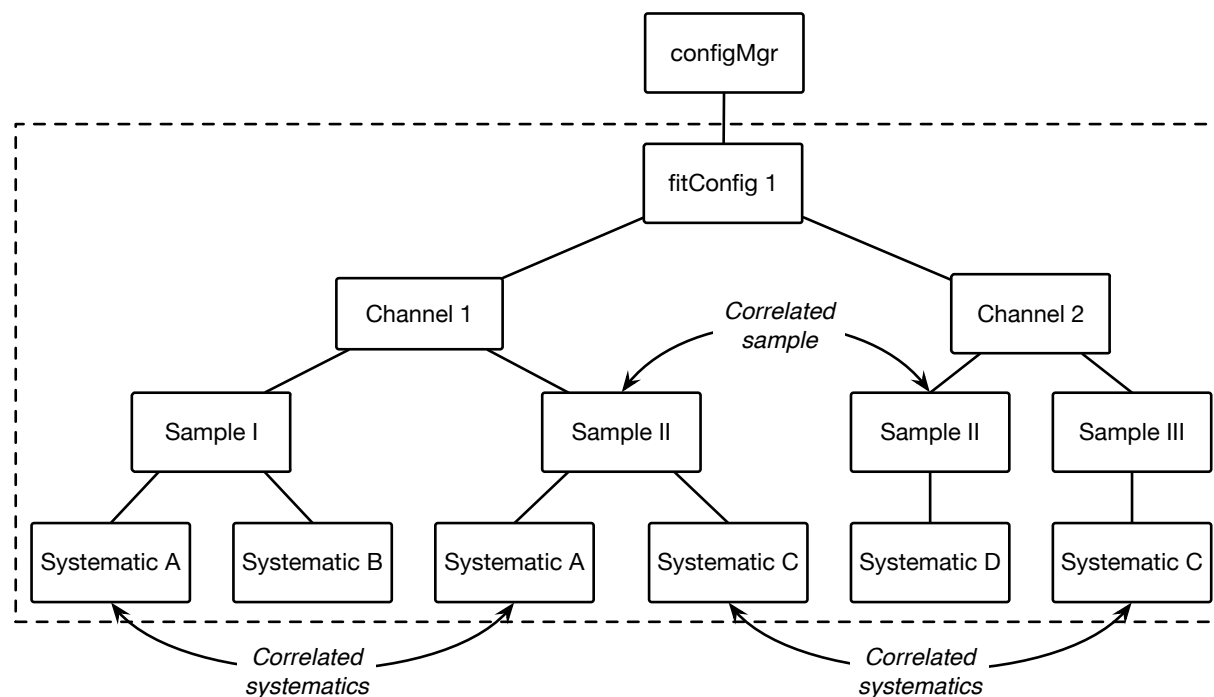 configMgr
fitConfig 1
Channel 1
Correlated
sample
Channel 2
Sample I
Sample II
Sample II
Sample III
Systematic A
Systematic B
Systematic A
Systematic C
Systematic D
Systematic C
Correlated
systematics
Correlated
systematics